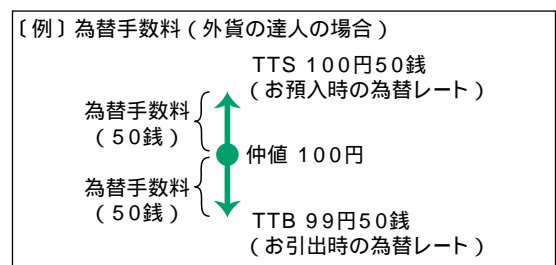 〔例〕為替手数料（外貨の達人の場合）
TTS 100円50銭
（お預入時の為替レート）
為替手数料
（50銭）
仲値 100円
為替手数料
（50銭）
TTB 99円50銭
（お引出時の為替レート）